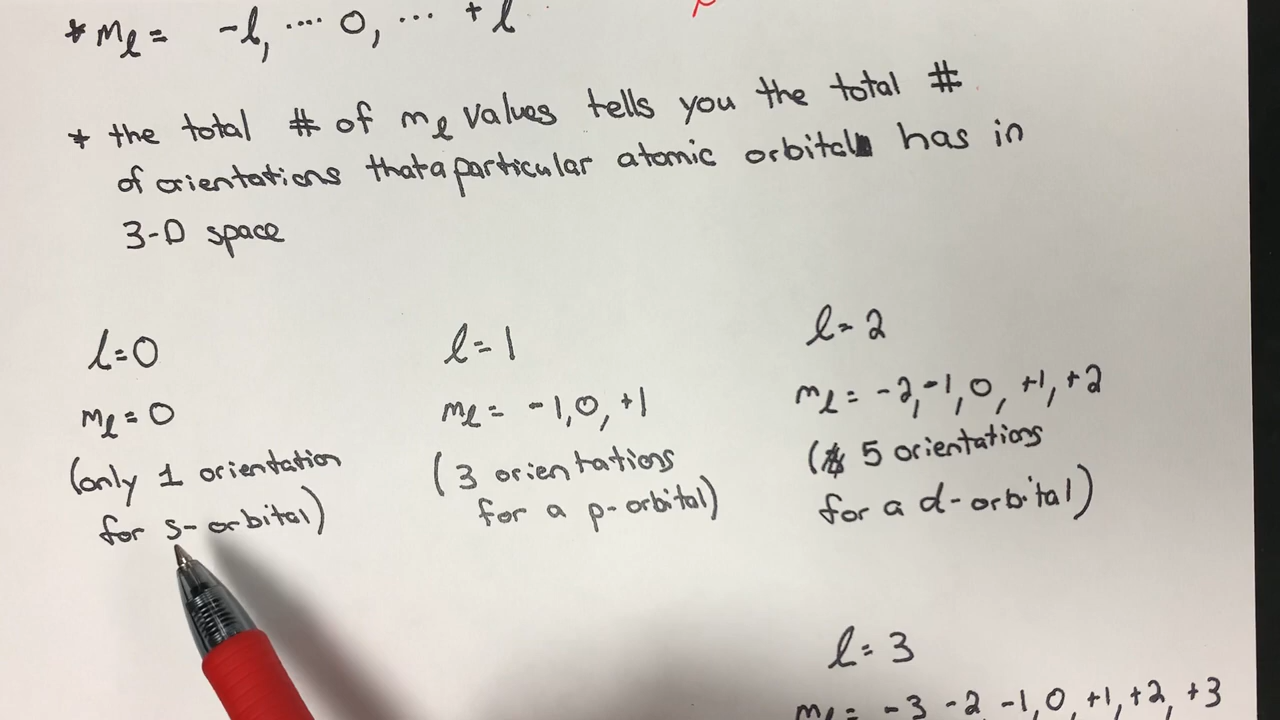 * mℓ = -ℓ, .... 0, ... +ℓ
* the total # of mℓ values tells you the total #
of orientations that a particular atomic orbital has in
3-D space
ℓ=0
mℓ = 0
(only 1 orientation
for s-orbital)
ℓ = 1
mℓ = -1, 0, +1
(3 orientations
for a p-orbital)
ℓ = 2
mℓ = -2, -1, 0, +1, +2
(5 orientations
for a d-orbital)
ℓ = 3
mℓ = -3 -2 -1, 0, +1, +2, +3